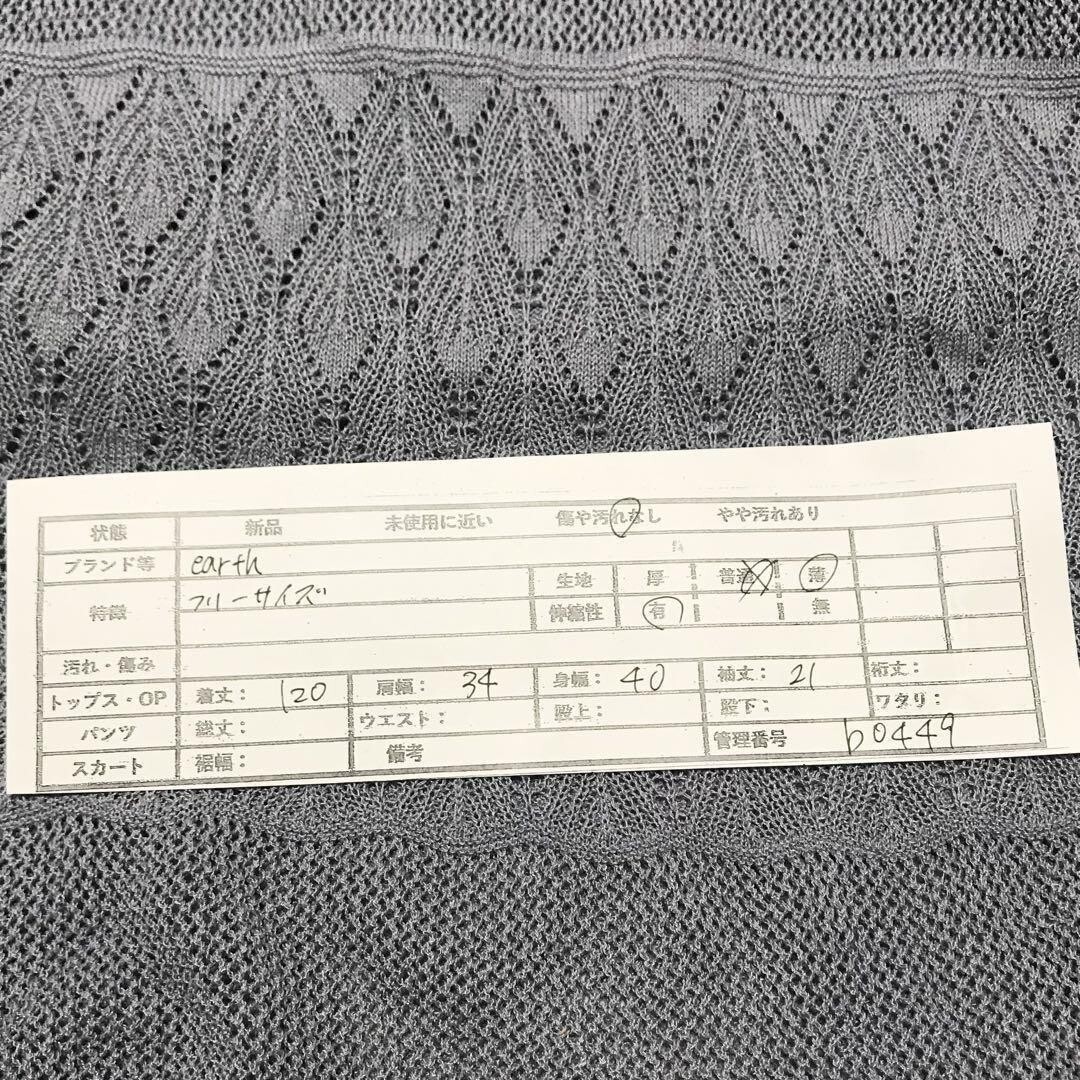 状態 新品 未使用に近い 傷や汚れなし やや汚れあり
ブランド等 earth
特徴 フリーサイズ 生地 厚 普通 薄
伸縮性 有 無
汚れ・傷み
トップス・OP 着丈: 120 肩幅: 34 身幅: 40 袖丈: 21 裄丈:
パンツ 総丈: ウエスト: 股上: 股下: ワタリ:
スカート 裾幅: 備考 管理番号 b0449